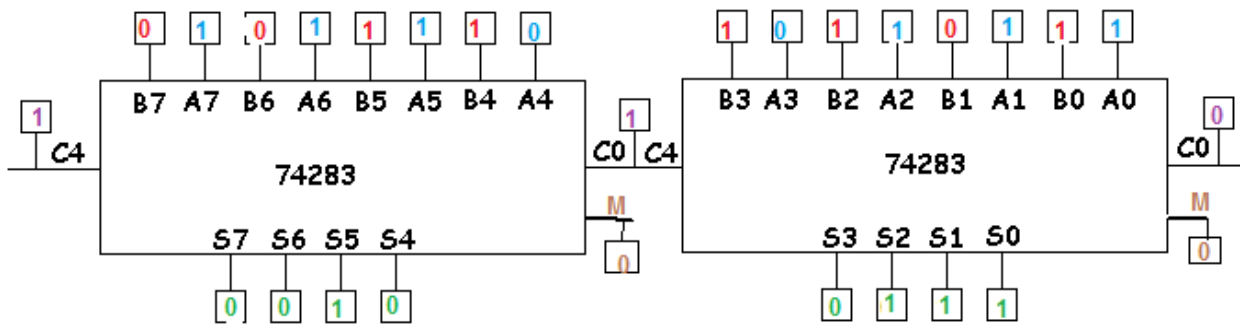 0 1 0 1 1 1 1 0 1 0 1 1 0 1 1 1
B7 A7 B6 A6 B5 A5 B4 A4 B3 A3 B2 A2 B1 A1 B0 A0
1 1 0
C4 C0 C4 C0
74283 74283
M M
S7 S6 S5 S4 S3 S2 S1 S0
0 0
0 0 1 0 0 1 1 1